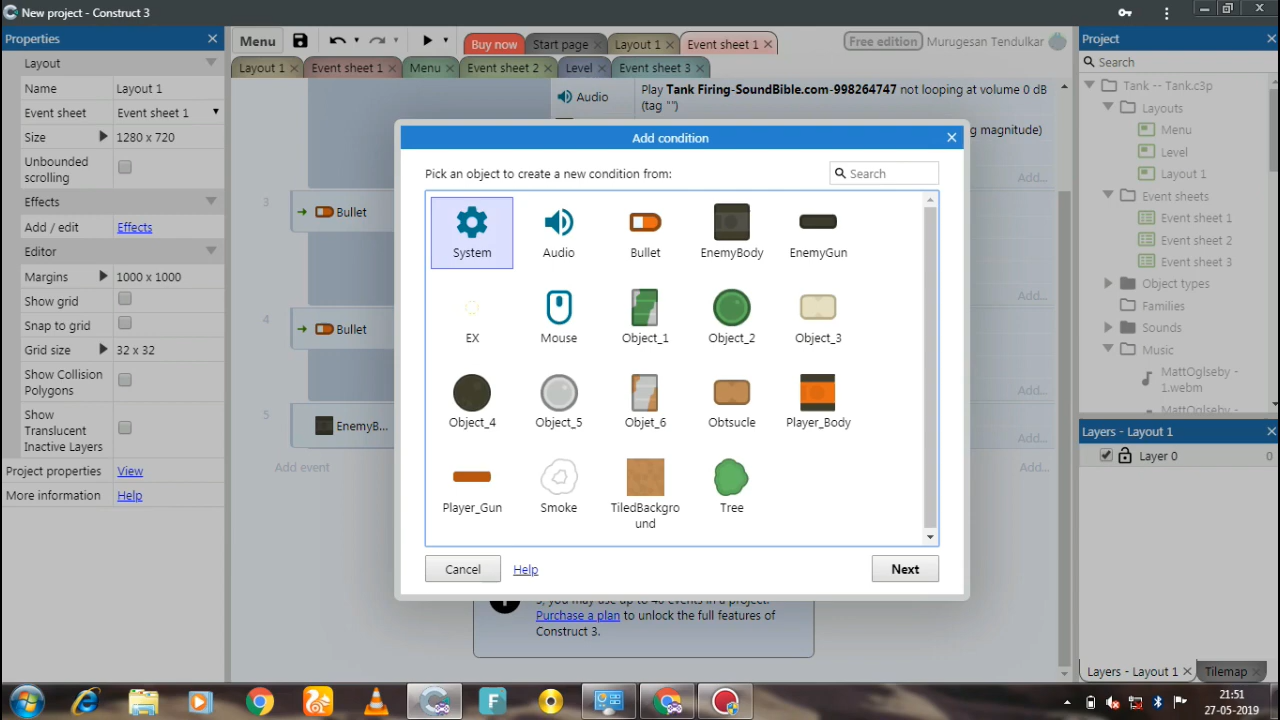 New project - Construct 3
Properties
Layout
Name Layout 1
Event sheet Event sheet 1
Size 1280 x 720
Unbounded
scrolling
Effects
Add / edit Effects
Editor
Margins 1000 x 1000
Show grid
Snap to grid
Grid size 32 x 32
Show Collision
Polygons
Show
Translucent
Inactive Layers
Project properties View
More information Help
Menu
Buy now Start page Layout 1 Event sheet 1
Free edition Murugesan Tendulkar
Layout 1 Event sheet 1 Menu Event sheet 2 Level Event sheet 3
Audio
Play Tank Firing-SoundBible.com-998264747 not looping at volume 0 dB
(tag "")
g magnitude)
Add...
3 Bullet
Add...
4 Bullet
Add...
5 EnemyB...
Add...
Add event Add...
Add condition
Pick an object to create a new condition from:
Search
System Audio Bullet EnemyBody EnemyGun
EX Mouse Object_1 Object_2 Object_3
Object_4 Object_5 Objet_6 Obtsucle Player_Body
Player_Gun Smoke TiledBackgro
und Tree
Cancel Help Next
Purchase a plan to unlock the full features of
Construct 3.
Project
Search
Tank -- Tank.c3p
Layouts
Menu
Level
Layout 1
Event sheets
Event sheet 1
Event sheet 2
Event sheet 3
Object types
Families
Sounds
Music
MattOglseby -
1.webm
MattOglseby -
Layers - Layout 1
Layer 0 0
Layers - Layout 1 Tilemap
21:51
27-05-2019